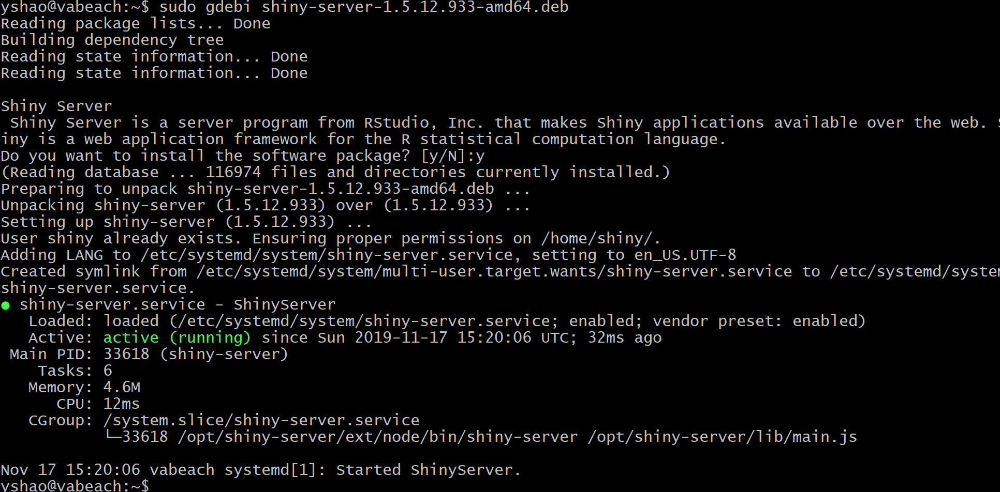 yshao@vabeach:~$ sudo gdebi shiny-server-1.5.12.933-amd64.deb
Reading package lists... Done
Building dependency tree
Reading state information... Done
Reading state information... Done
Shiny Server
 Shiny Server is a server program from RStudio, Inc. that makes Shiny applications available over the web.
iny is a web application framework for the R statistical computation language.
Do you want to install the software package? [y/N]:y
(Reading database ... 116974 files and directories currently installed.)
Preparing to unpack shiny-server-1.5.12.933-amd64.deb ...
Unpacking shiny-server (1.5.12.933) over (1.5.12.933) ...
Setting up shiny-server (1.5.12.933) ...
User shiny already exists. Ensuring proper permissions on /home/shiny/.
Adding LANG to /etc/systemd/system/shiny-server.service, setting to en_US.UTF-8
Created symlink from /etc/systemd/system/multi-user.target.wants/shiny-server.service to /etc/systemd/system
shiny-server.service.
● shiny-server.service - ShinyServer
   Loaded: loaded (/etc/systemd/system/shiny-server.service; enabled; vendor preset: enabled)
   Active: active (running) since Sun 2019-11-17 15:20:06 UTC; 32ms ago
 Main PID: 33618 (shiny-server)
    Tasks: 6
   Memory: 4.6M
      CPU: 12ms
   CGroup: /system.slice/shiny-server.service
           └─33618 /opt/shiny-server/ext/node/bin/shiny-server /opt/shiny-server/lib/main.js
Nov 17 15:20:06 vabeach systemd[1]: Started ShinyServer.
yshao@vabeach:~$